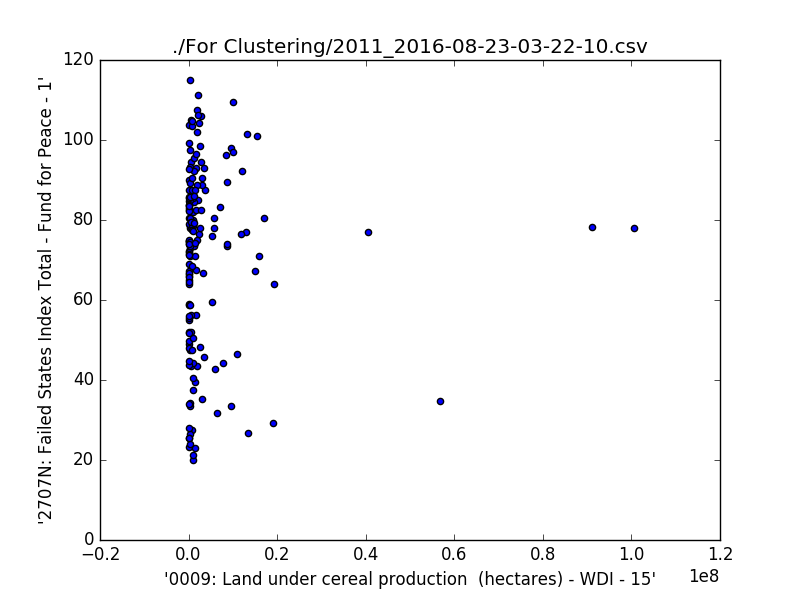 ./For Clustering/2011_2016-08-23-03-22-10.csv
120
100
80
60
40
20
0
'2707N: Failed States Index Total - Fund for Peace - 1'
−0.2 0.0 0.2 0.4 0.6 0.8 1.0 1.2
1e8
'0009: Land under cereal production  (hectares) - WDI - 15'